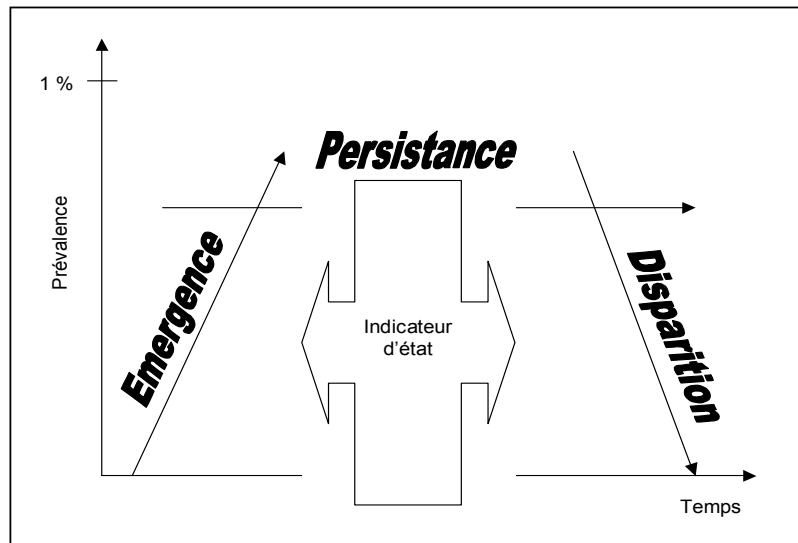 1 %
Persistance
Prévalence
Emergence
Indicateur
d’état
Disparition
Temps